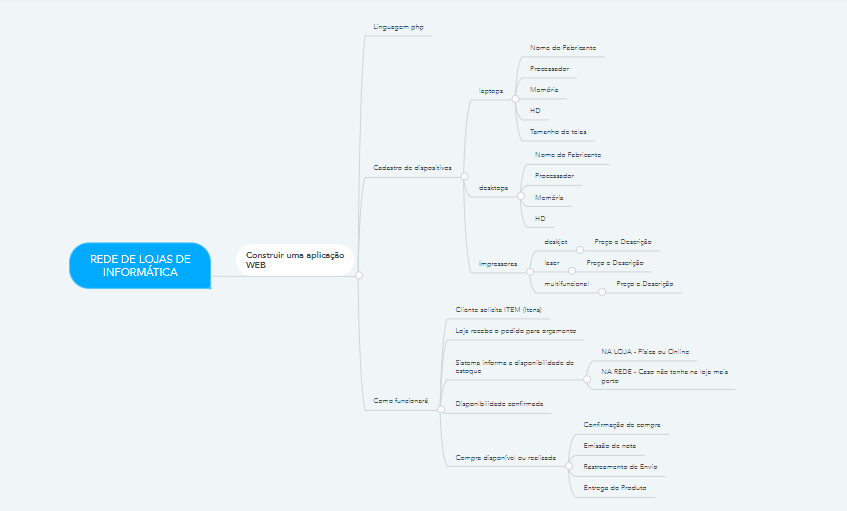 Linguagem php
Nome do Fabricante
Processador
laptops
Memória
HD
Tamanho da telas
Cadastro de dispositivos
Nome do Fabricante
Processador
desktops
Memória
HD
deskjet
Preço e Descrição
Impressoras
laser
Preço e Descrição
multifuncional
Preço e Descrição
REDE DE LOJAS DE
INFORMÁTICA
Construir uma aplicação
WEB
Cliente solicita ITEM (Itens)
Loja recebe o pedido para orçamento
Sistema informa a disponibilidade do
estoque
NA LOJA - Física ou Online
NA REDE - Caso não tenha na loja mais
perto
Como funcionará
Disponibilidade confirmada
Confirmação da compra
Emissão da nota
Compra disponível ou realizada
Rastreamento de Envio
Entrega do Produto